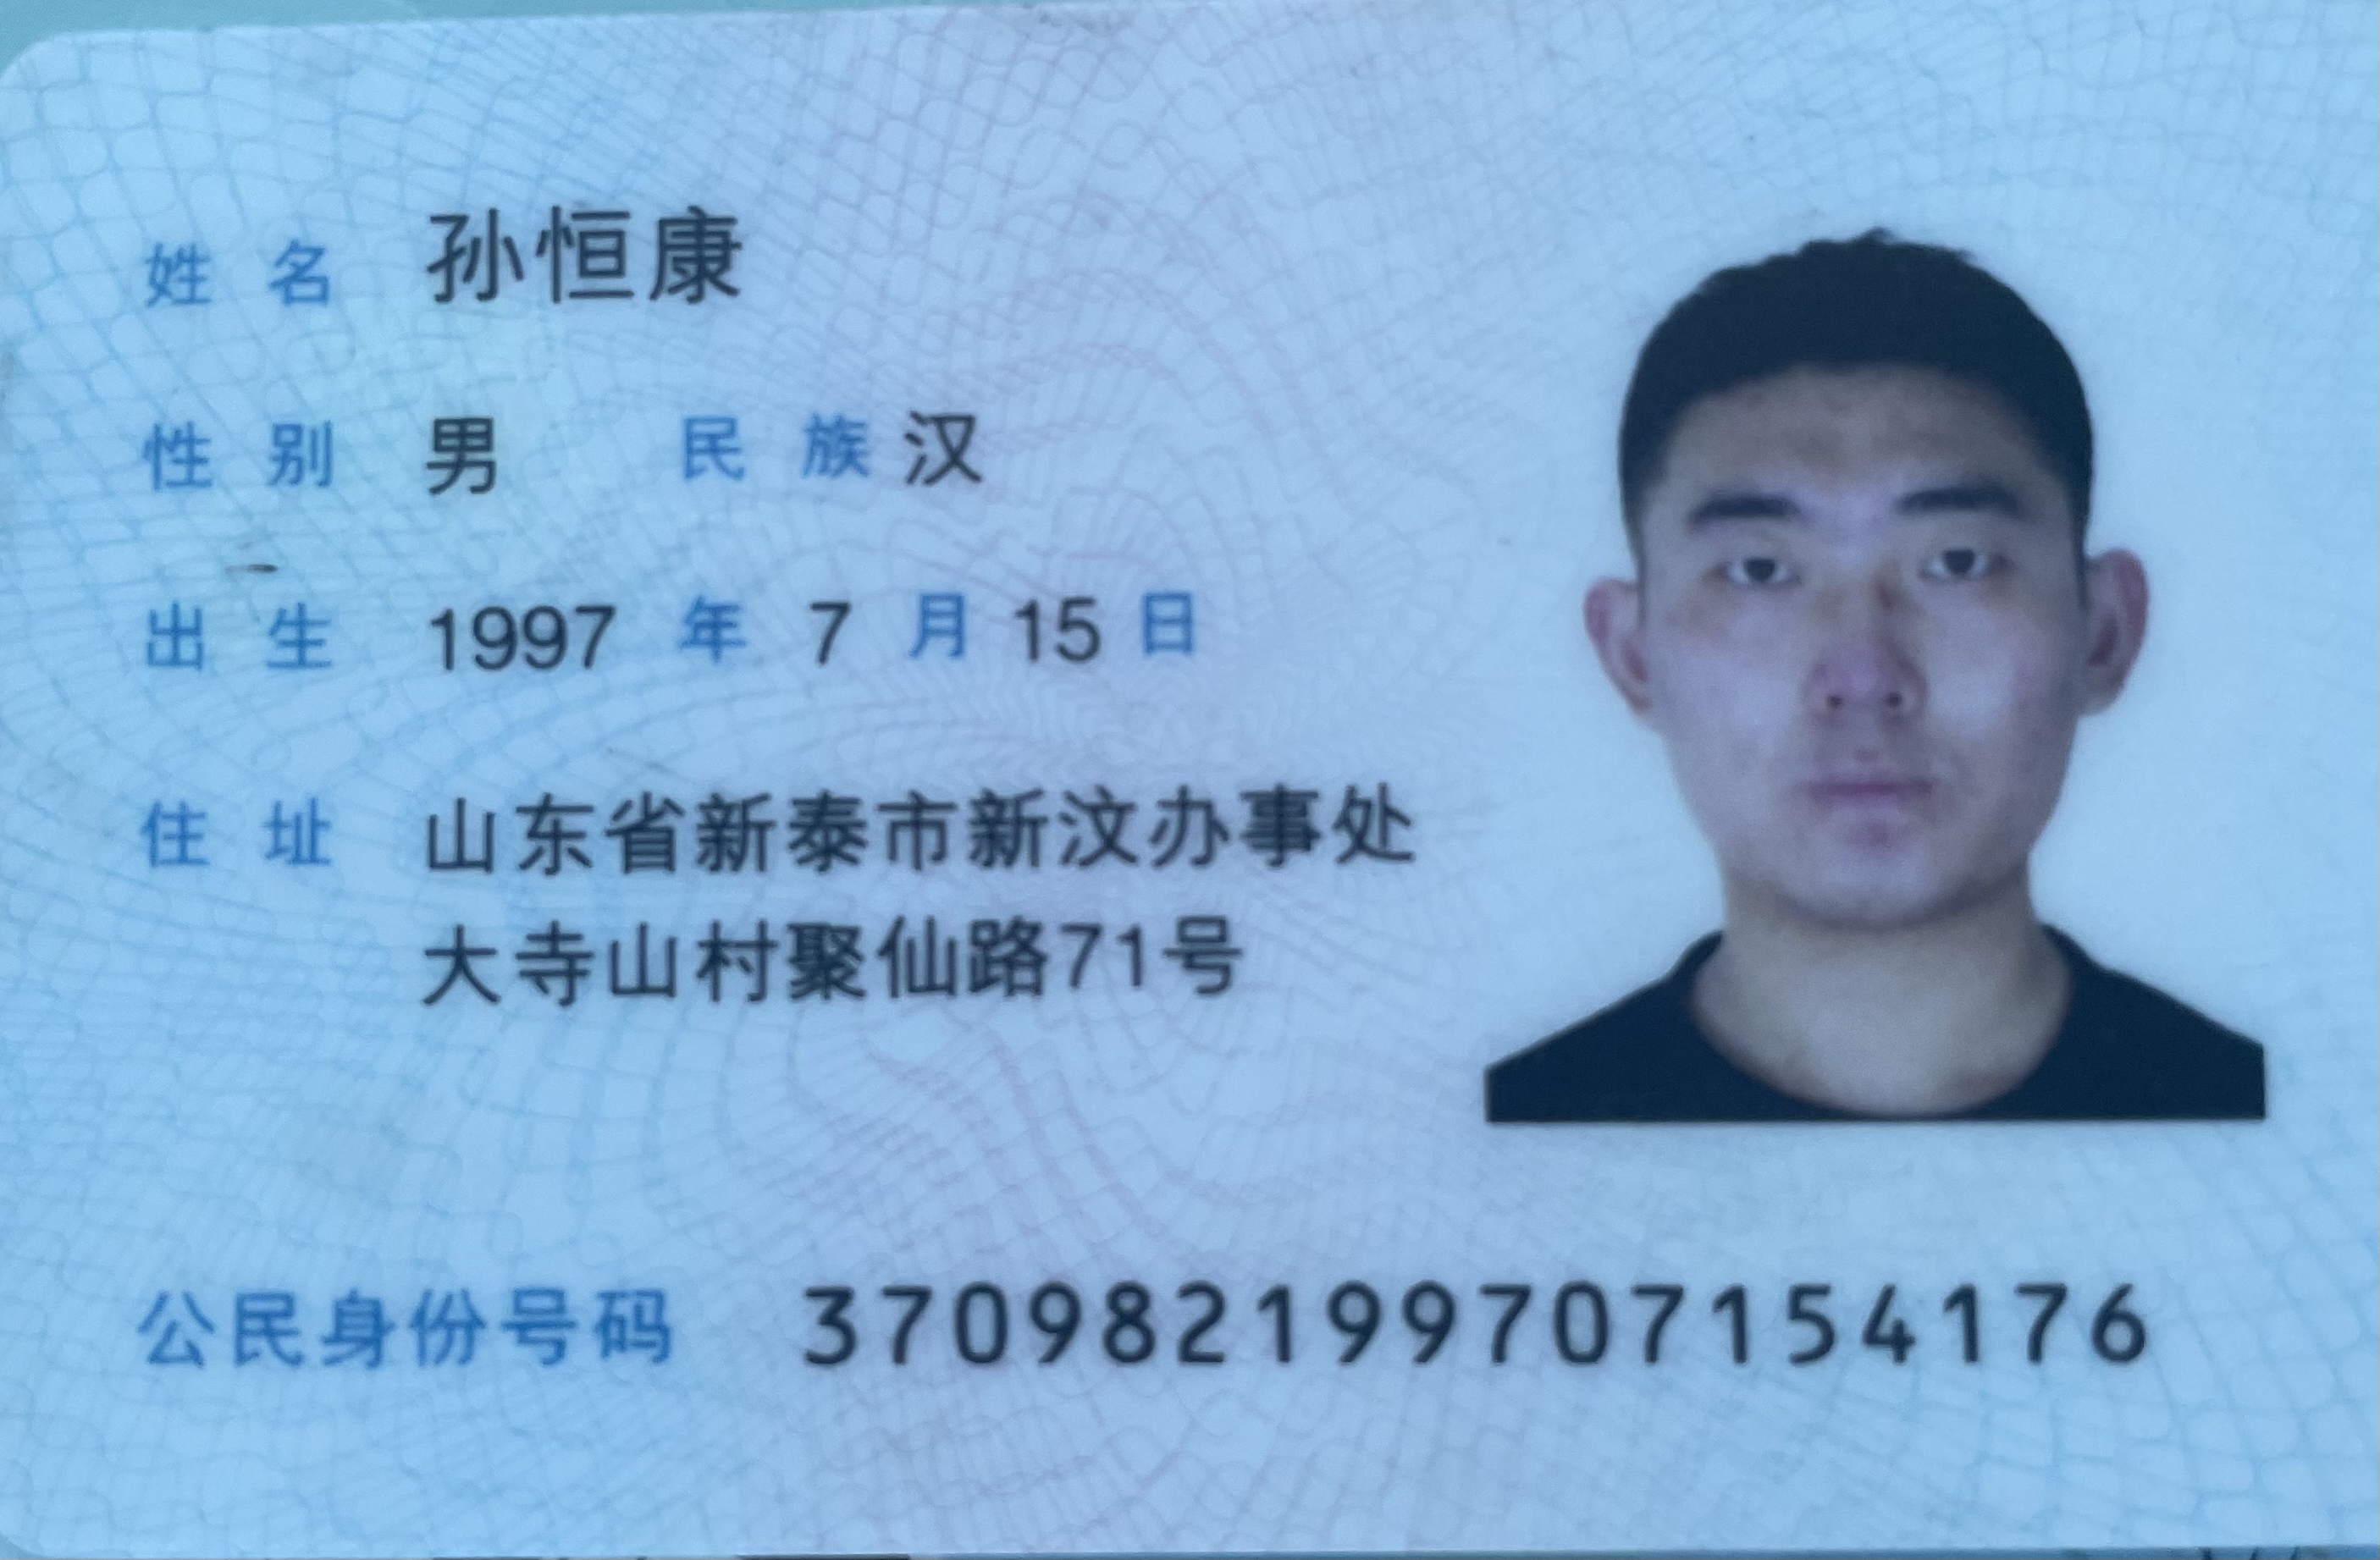 姓名 孙恒康
性别 男 民族 汉
出生 1997 年 7 月 15 日
住址 山东省新泰市新汶办事处
大寺山村聚仙路71号
公民身份号码 370982199707154176